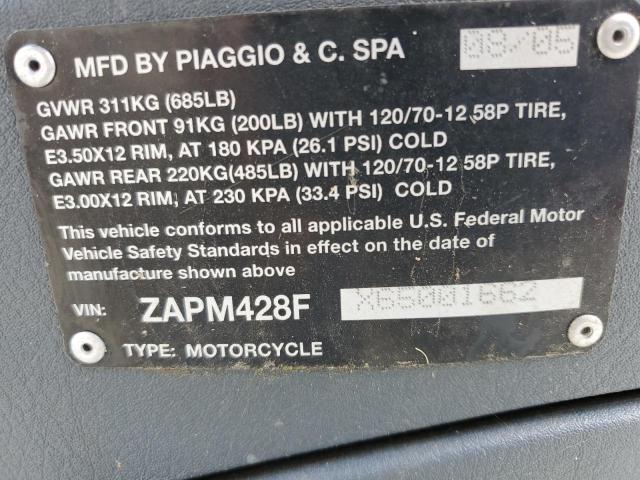 MFD BY PIAGGIO & C. SPA 09/05
GVWR 311KG (685LB)
GAWR FRONT 91KG (200LB) WITH 120/70-12 58P TIRE,
E3.50X12 RIM, AT 180 KPA (26.1 PSI) COLD
GAWR REAR 220KG(485LB) WITH 120/70-12 58P TIRE,
E3.00X12 RIM, AT 230 KPA (33.4 PSI) COLD
This vehicle conforms to all applicable U.S. Federal Motor
Vehicle Safety Standards in effect on the date of
manufacture shown above
VIN: ZAPM428F X65001662
TYPE: MOTORCYCLE